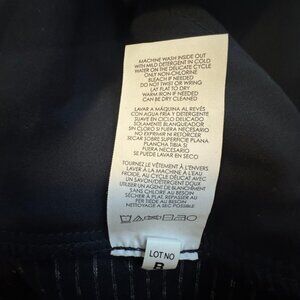 MACHINE WASH INSIDE OUT
WITH MILD DETERGENT IN COLD
WATER ON THE DELICATE CYCLE
ONLY NON-CHLORINE
BLEACH IF NEEDED
DO NOT TWIST OR WRING
LAY FLAT TO DRY
WARM IRON IF NEEDED
CAN BE DRY CLEANED
LAVAR A MÁQUINA AL REVÉS
CON AGUA FRÍA Y DETERGENTE
SUAVE EN CICLO DELICADO
SOLAMENTE BLANQUEADOR
SIN CLORO SI FUERA NECESARIO
NO EXPRIMIR NI RETORCER
SECAR SOBRE SUPERFICIE PLANA
PLANCHA TIBIA SI
FUERA NECESARIO
SE PUEDE LAVAR EN SECO
TOURNEZ LE VÊTEMENT À L'ENVERS
LAVER À LA MACHINE À L'EAU
FROIDE, AU CYCLE DÉLICAT AVEC
UN SAVON/DÉTERGENT DOUX
UTILISER UN AGENT DE BLANCHIMENT
SANS CHLORE SI NÉCESSAIRE
SÉCHER À PLAT. REPASSER AU
FER TIÈDE AU BESOIN
NETTOYAGE À SEC POSSIBLE
LOT NO
B